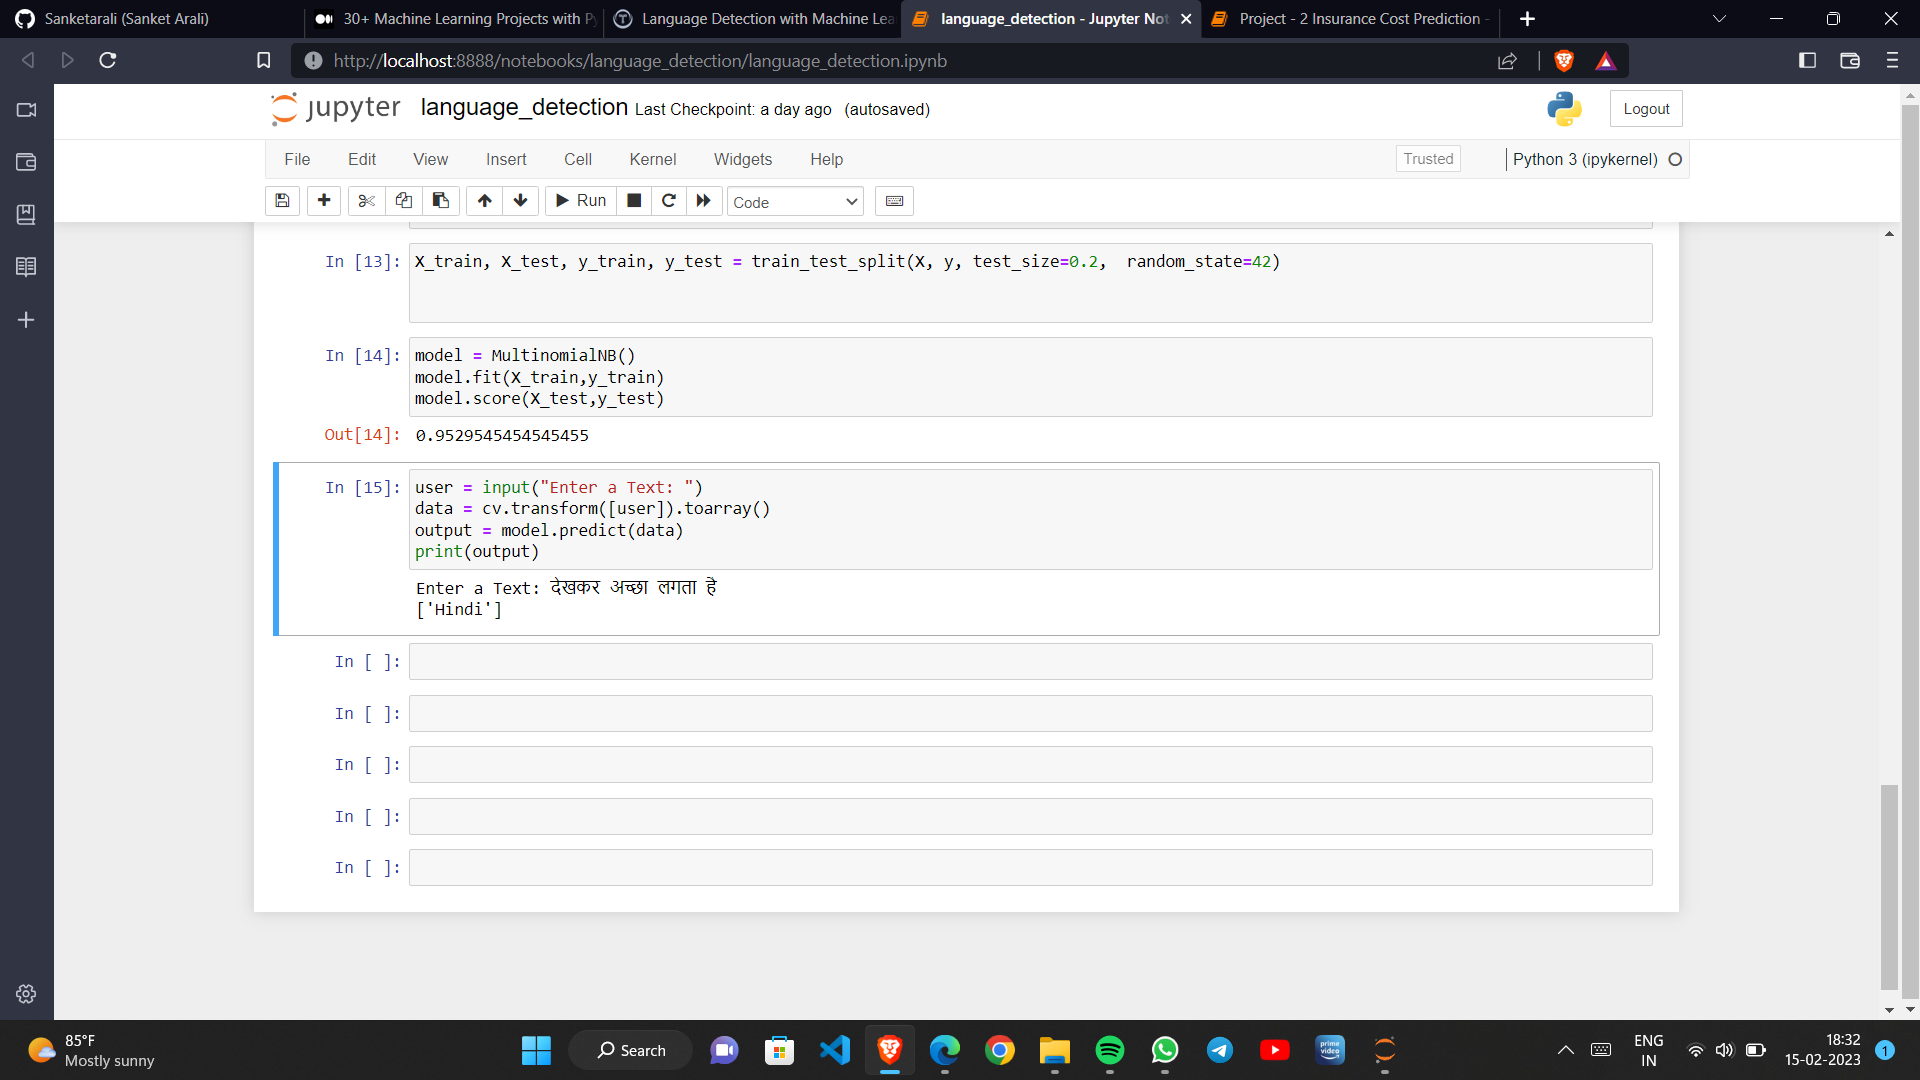 Sanketarali (Sanket Arali)
30+ Machine Learning Projects with P
Language Detection with Machine Lea
language_detection - Jupyter Not
Project - 2 Insurance Cost Prediction -
http://localhost:8888/notebooks/language_detection/language_detection.ipynb
jupyter language_detection Last Checkpoint: a day ago (autosaved)
Logout
File Edit View Insert Cell Kernel Widgets Help
Trusted
Python 3 (ipykernel)
Run
Code
In [13]: X_train, X_test, y_train, y_test = train_test_split(X, y, test_size=0.2,  random_state=42)
In [14]: model = MultinomialNB()
model.fit(X_train,y_train)
model.score(X_test,y_test)
Out[14]: 0.9529545454545455
In [15]: user = input("Enter a Text: ")
data = cv.transform([user]).toarray()
output = model.predict(data)
print(output)
Enter a Text: देखकर अच्छा लगता है
['Hindi']
In [ ]:
In [ ]:
In [ ]:
In [ ]:
In [ ]:
85°F
Mostly sunny
Search
prime video
ENG
IN
18:32
15-02-2023
1